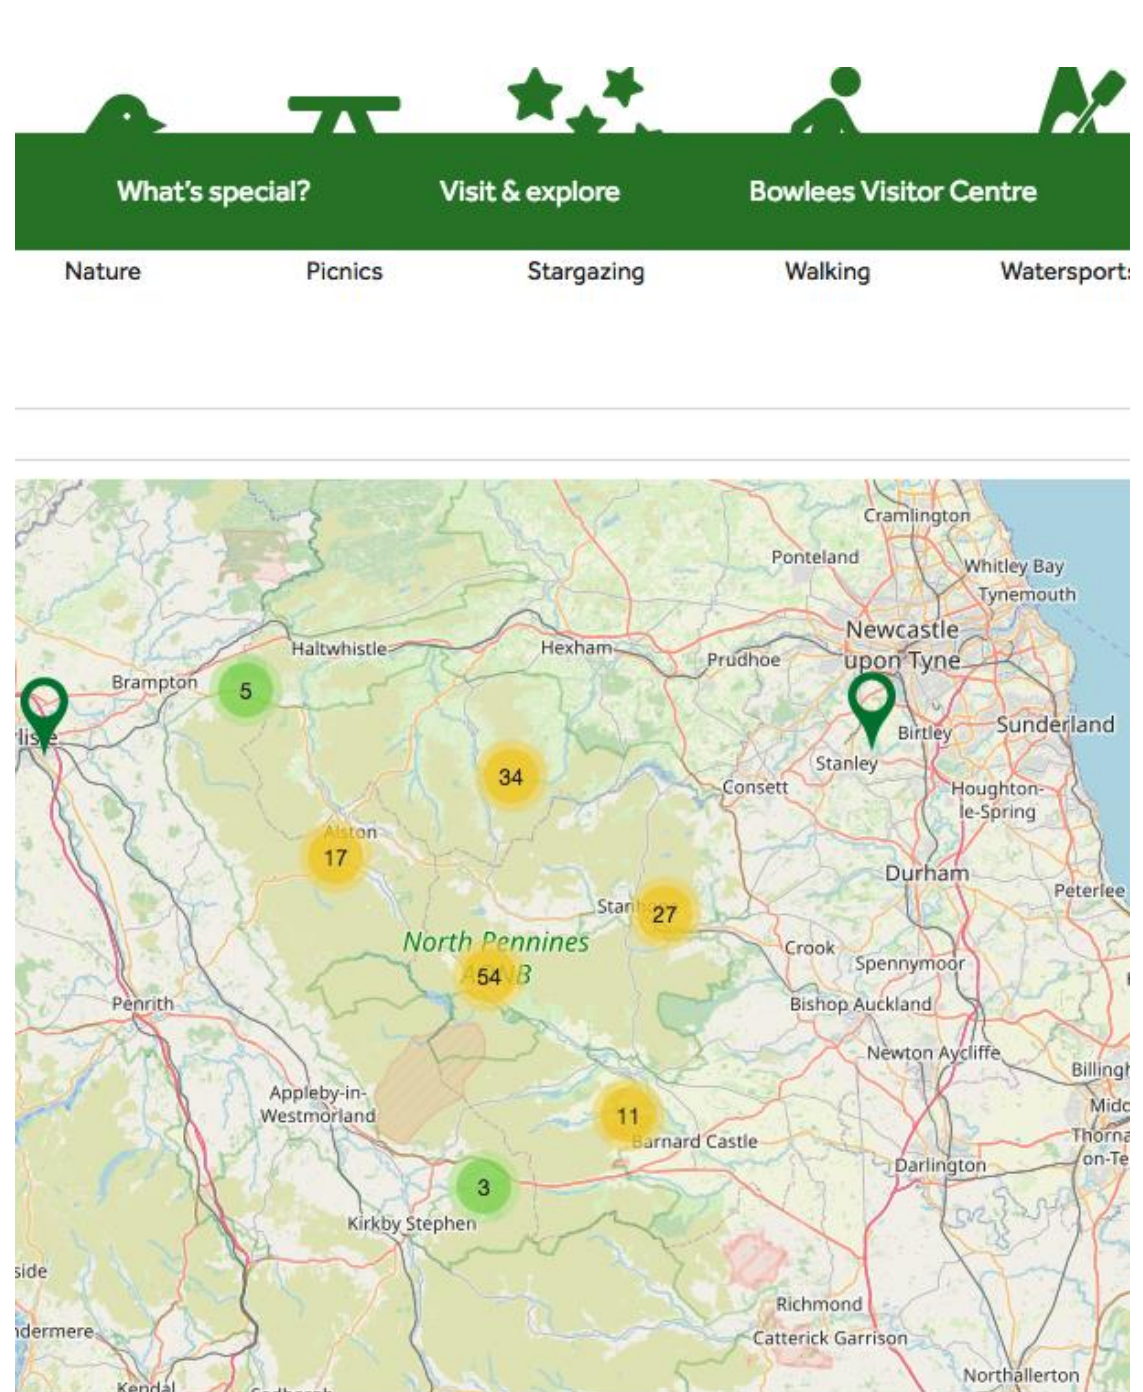 What's special?
Visit & explore
Bowlees Visitor Centre
Nature
Picnics
Stargazing
Walking
Watersports
Cramlington
Ponteland
Whitley Bay
Tynemouth
Newcastle
upon Tyne
Haltwhistle
Hexham
Prudhoe
Brampton
5
Birtley
Sunderland
Stanley
34
Consett
Houghton-
le-Spring
Alston
17
Durham
Peterlee
27
North Pennines
54
Crook
Spennymoor
Penrith
Bishop Auckland
Newton Aycliffe
Appleby-in-
Westmorland
11
Barnard Castle
Darlington
3
Kirkby Stephen
Richmond
Catterick Garrison
Northallerton
Kendal